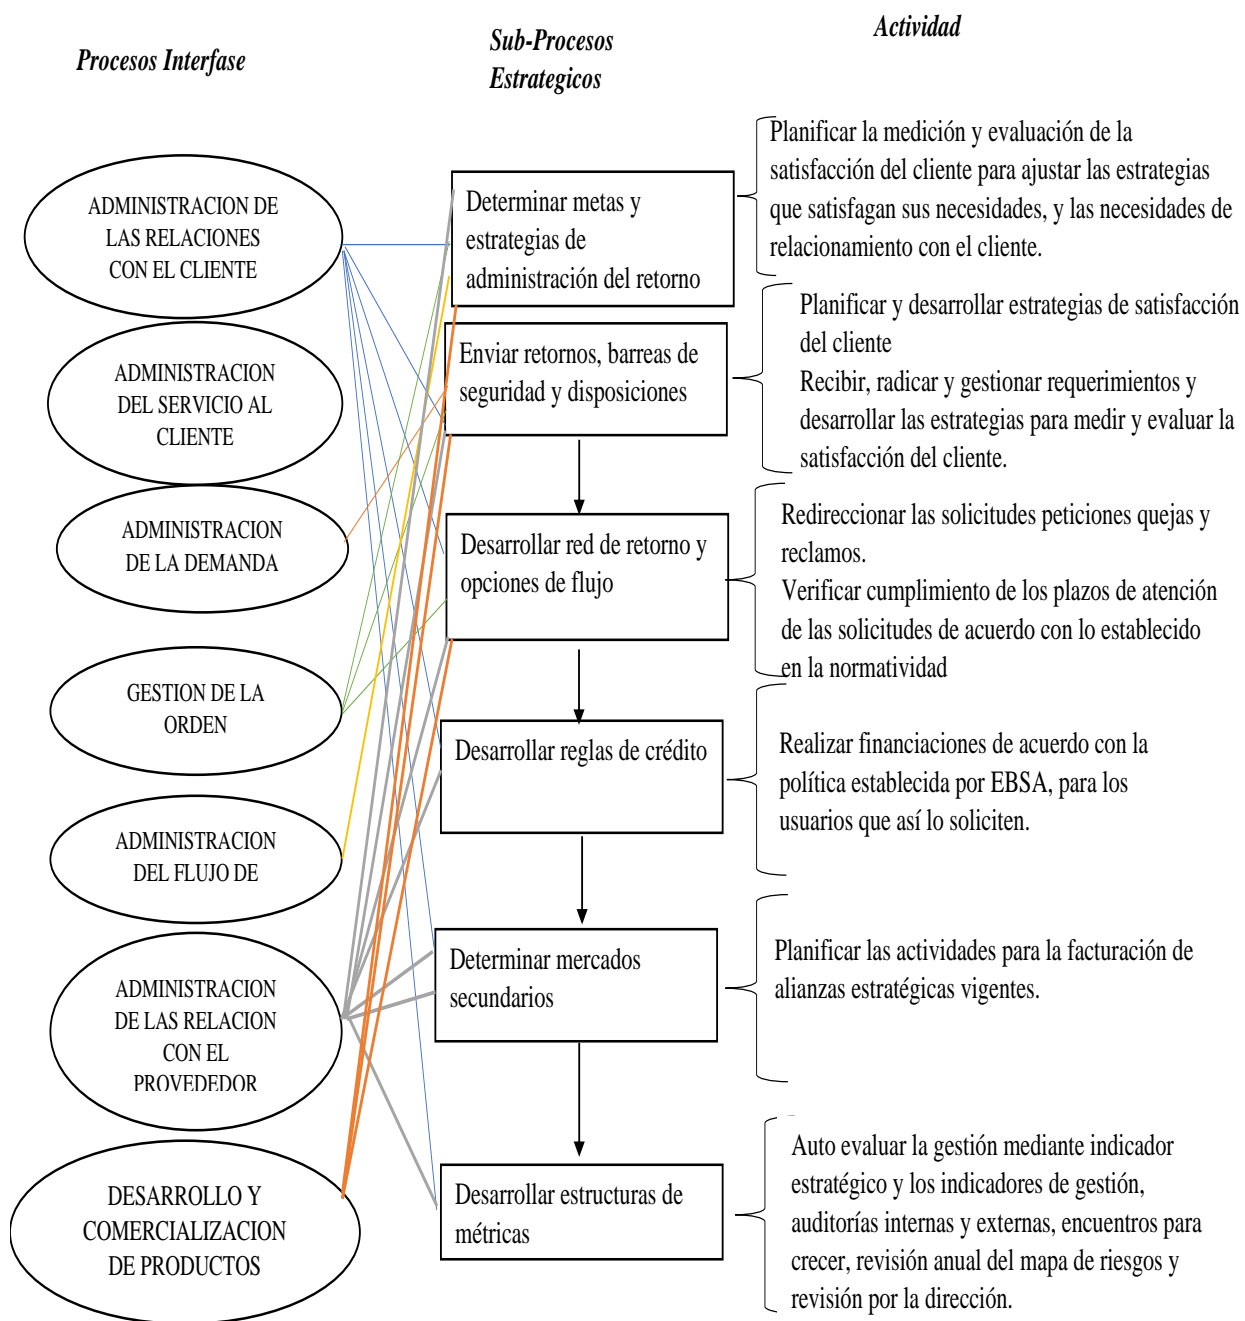 Procesos Interfase
Sub-Procesos
Estrategicos
Actividad
ADMINISTRACION DE
LAS RELACIONES
CON EL CLIENTE
ADMINISTRACION
DEL SERVICIO AL
CLIENTE
ADMINISTRACION
DE LA DEMANDA
GESTION DE LA
ORDEN
ADMINISTRACION
DEL FLUJO DE
ADMINISTRACION
DE LAS RELACION
CON EL
PROVEDEDOR
DESARROLLO Y
COMERCIALIZACION
DE PRODUCTOS
Determinar metas y
estrategias de
administración del retorno
Enviar retornos, barreas de
seguridad y disposiciones
Desarrollar red de retorno y
opciones de flujo
Desarrollar reglas de crédito
Determinar mercados
secundarios
Desarrollar estructuras de
métricas
Planificar la medición y evaluación de la
satisfacción del cliente para ajustar las estrategias
que satisfagan sus necesidades, y las necesidades de
relacionamiento con el cliente.
Planificar y desarrollar estrategias de satisfacción
del cliente
Recibir, radicar y gestionar requerimientos y
desarrollar las estrategias para medir y evaluar la
satisfacción del cliente.
Redireccionar las solicitudes peticiones quejas y
reclamos.
Verificar cumplimiento de los plazos de atención
de las solicitudes de acuerdo con lo establecido
en la normatividad
Realizar financiaciones de acuerdo con la
política establecida por EBSA, para los
usuarios que así lo soliciten.
Planificar las actividades para la facturación de
alianzas estratégicas vigentes.
Auto evaluar la gestión mediante indicador
estratégico y los indicadores de gestión,
auditorías internas y externas, encuentros para
crecer, revisión anual del mapa de riesgos y
revisión por la dirección.